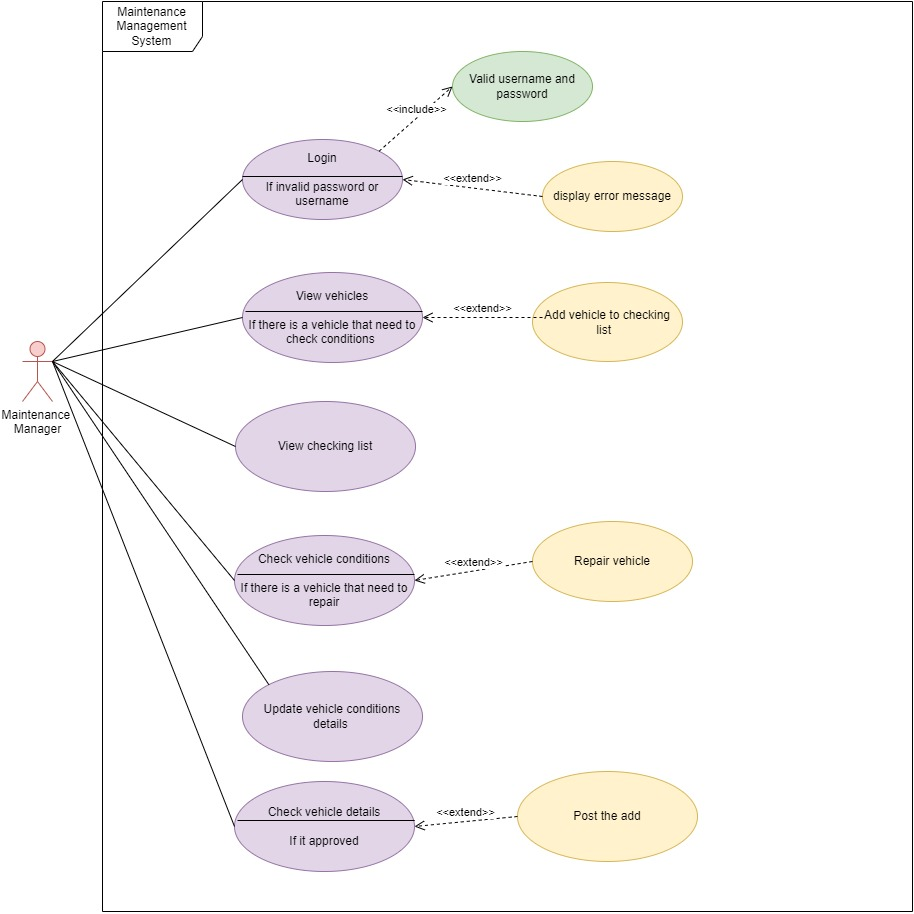 Maintenance
Management
System
Valid username and
password
<<include>>
Login
If invalid password or
username
<<extend>>
display error message
View vehicles
If there is a vehicle that need to
check conditions
<<extend>>
Add vehicle to checking
list
Maintenance
Manager
View checking list
Check vehicle conditions
If there is a vehicle that need to
repair
<<extend>>
Repair vehicle
Update vehicle conditions
details
Check vehicle details
If it approved
<<extend>>
Post the add